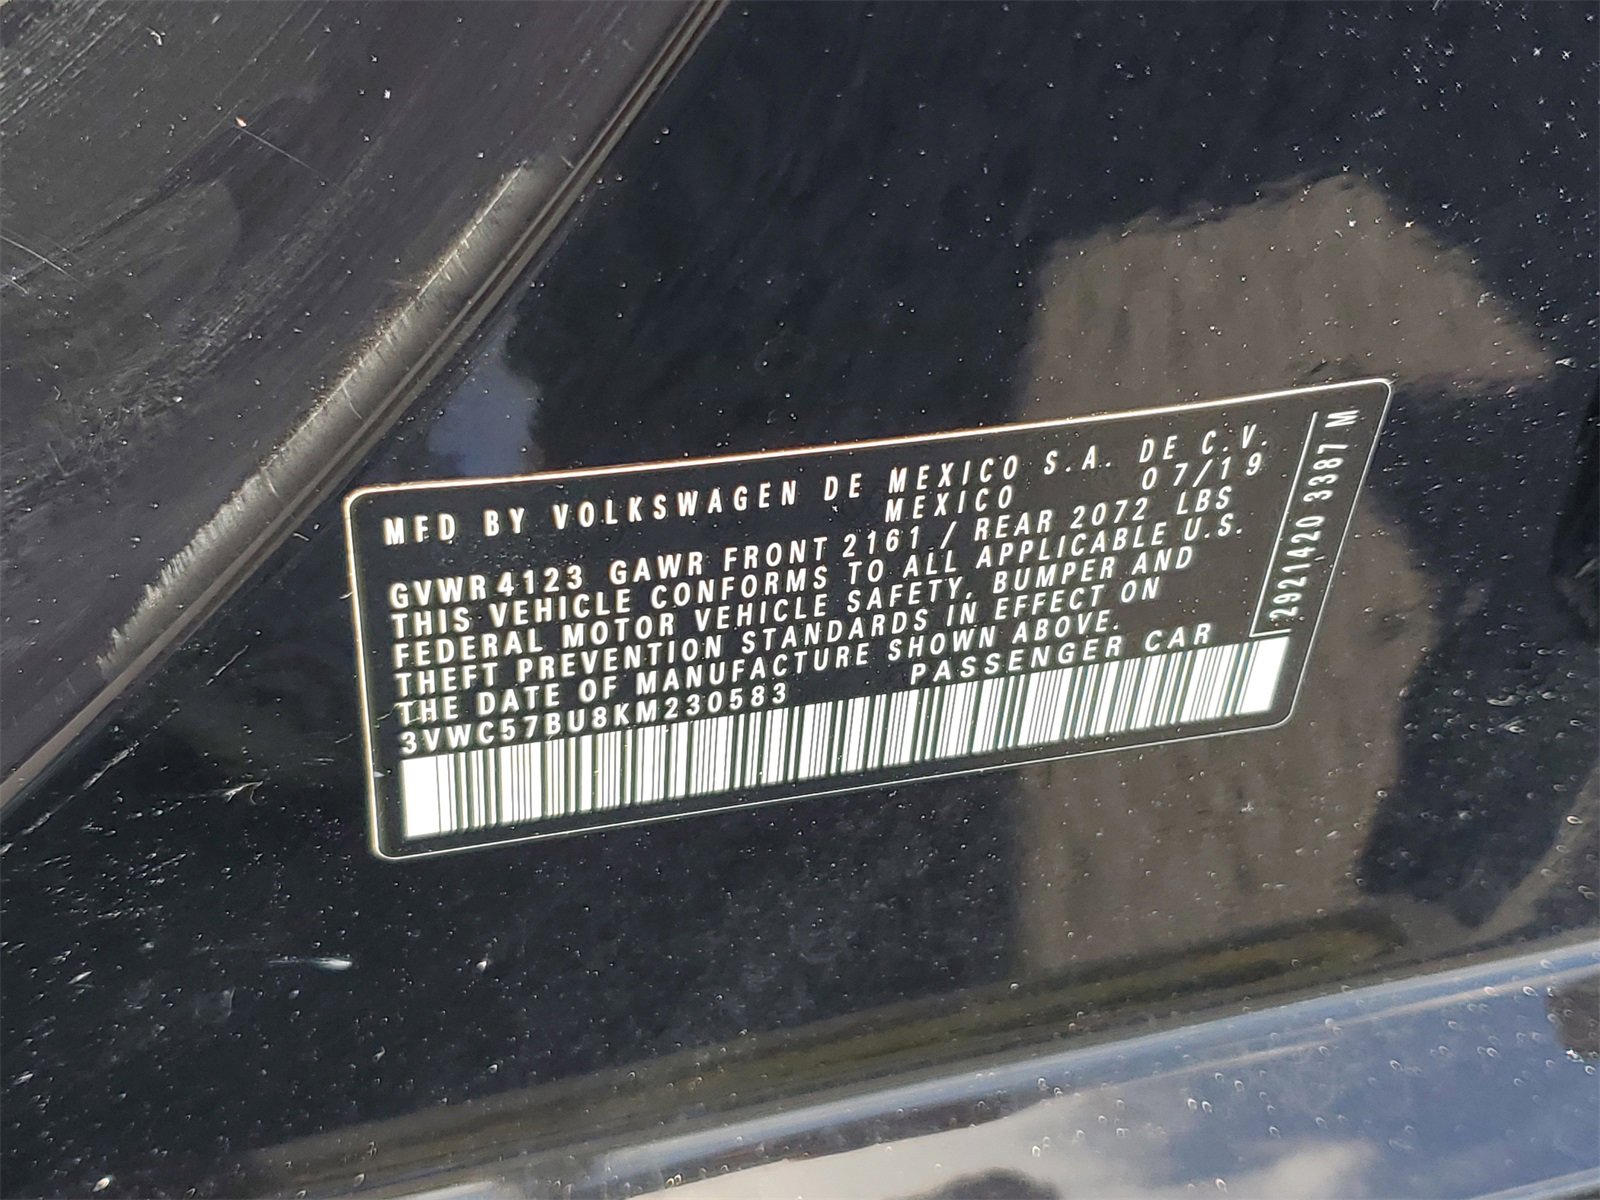 MFD BY VOLKSWAGEN DE MEXICO S.A. DE C.V.
MEXICO 07/19
GVWR 4123 GAWR FRONT 2161 / REAR 2072 LBS
THIS VEHICLE CONFORMS TO ALL APPLICABLE U.S.
FEDERAL MOTOR VEHICLE SAFETY, BUMPER AND
THEFT PREVENTION STANDARDS IN EFFECT ON
THE DATE OF MANUFACTURE SHOWN ABOVE.
3VWC57BU8KM230583 PASSENGER CAR
2921420 3387 M